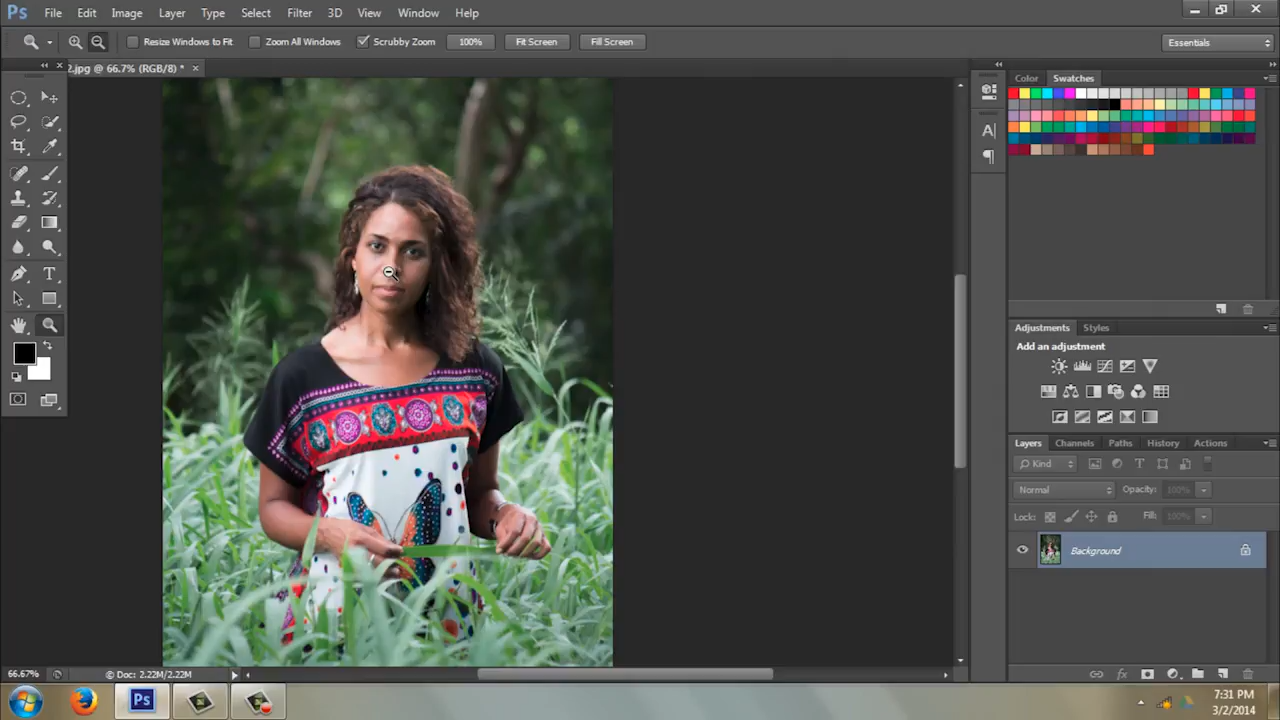 Ps File Edit Image Layer Type Select Filter 3D View Window Help
Resize Windows to Fit Zoom All Windows Scrubby Zoom 100% Fit Screen Fill Screen Essentials
2.jpg @ 66.7% (RGB/8) *
Color Swatches
Adjustments Styles
Add an adjustment
Layers Channels Paths History Actions
Kind
Normal Opacity: 100%
Lock: Fill: 100%
Background
66.67% Doc: 2.22M/2.22M
Ps
7:31 PM
3/2/2014